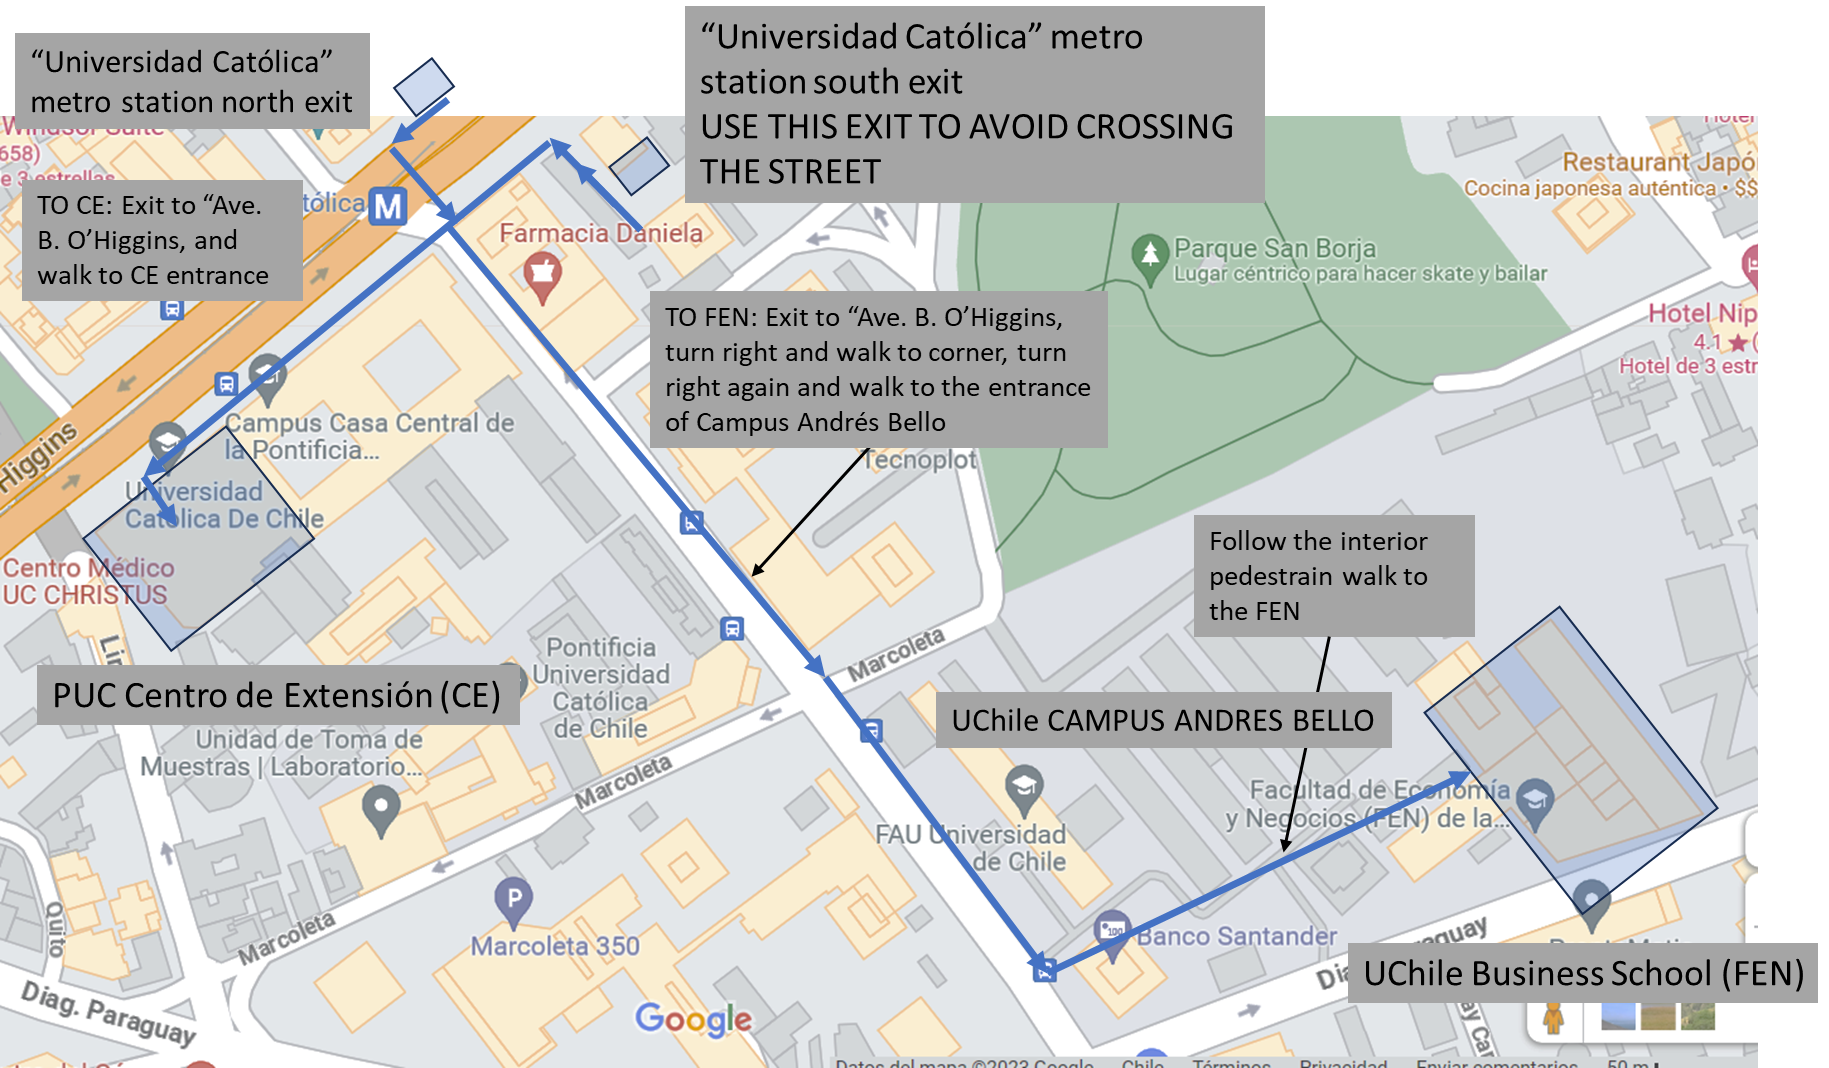 “Universidad Católica”
metro station north exit
“Universidad Católica” metro
station south exit
USE THIS EXIT TO AVOID CROSSING
THE STREET
658)
TO CE: Exit to “Ave.
B. O’Higgins, and
walk to CE entrance
M
Farmacia Daniela
Restaurant Japó
Cocina japonesa auténtica • $$
Parque San Borja
Lugar céntrico para hacer skate y bailar
Hotel Nip
4.1 ★ (
Hotel de 3 estr
TO FEN: Exit to “Ave. B. O’Higgins,
turn right and walk to corner, turn
right again and walk to the entrance
of Campus Andrés Bello
Tecnoplot
Higgins
Campus Casa Central de
la Pontificia...
Universidad
Católica De Chile
Centro Médico
UC CHRISTUS
Follow the interior
pedestrain walk to
the FEN
Marcoleta
Pontificia
Universidad
Católica
de Chile
PUC Centro de Extensión (CE)
UChile CAMPUS ANDRES BELLO
Unidad de Toma de
Muestras | Laboratorio...
Marcoleta
Facultad de Economía
y Negocios (FEN) de la...
FAU Universidad
de Chile
P
Marcoleta 350
Quito
Marcoleta
Banco Santander
UChile Business School (FEN)
Diag. Paraguay
Google
Datos del mapa ©2023 Google Chile Términos Privacidad Enviar comentarios 50 m